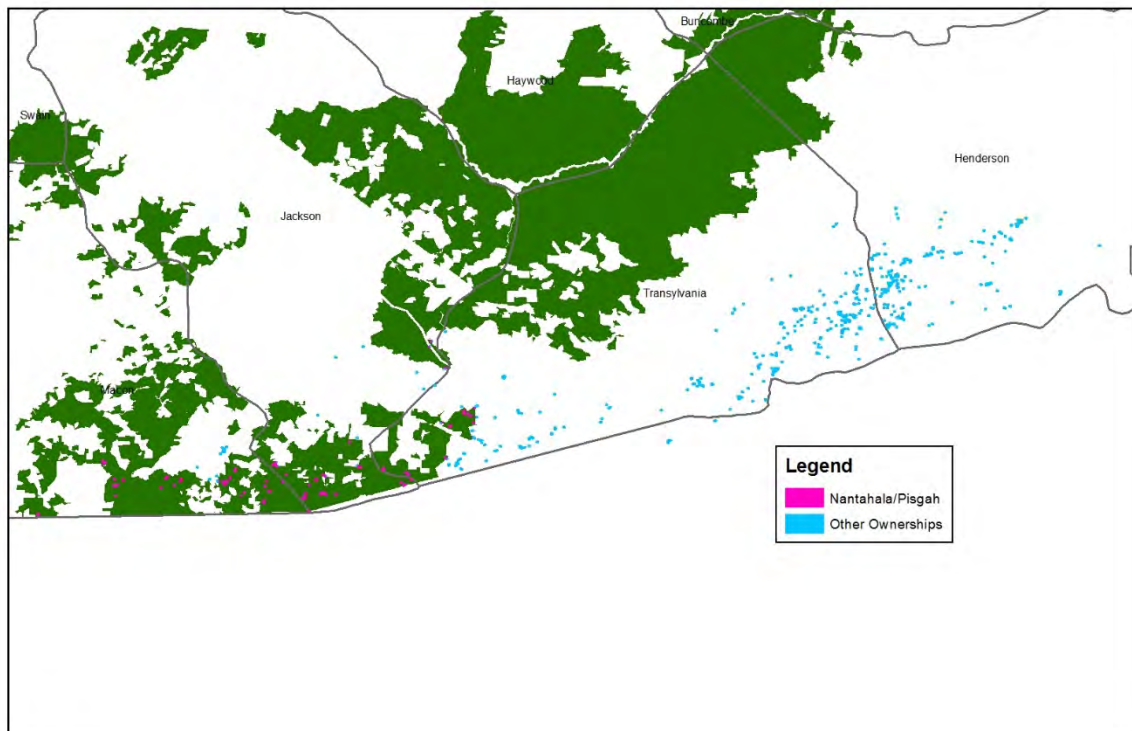 Buncombe
Haywood
Swain
Henderson
Jackson
Transylvania
Macon
Legend
Nantahala/Pisgah
Other Ownerships